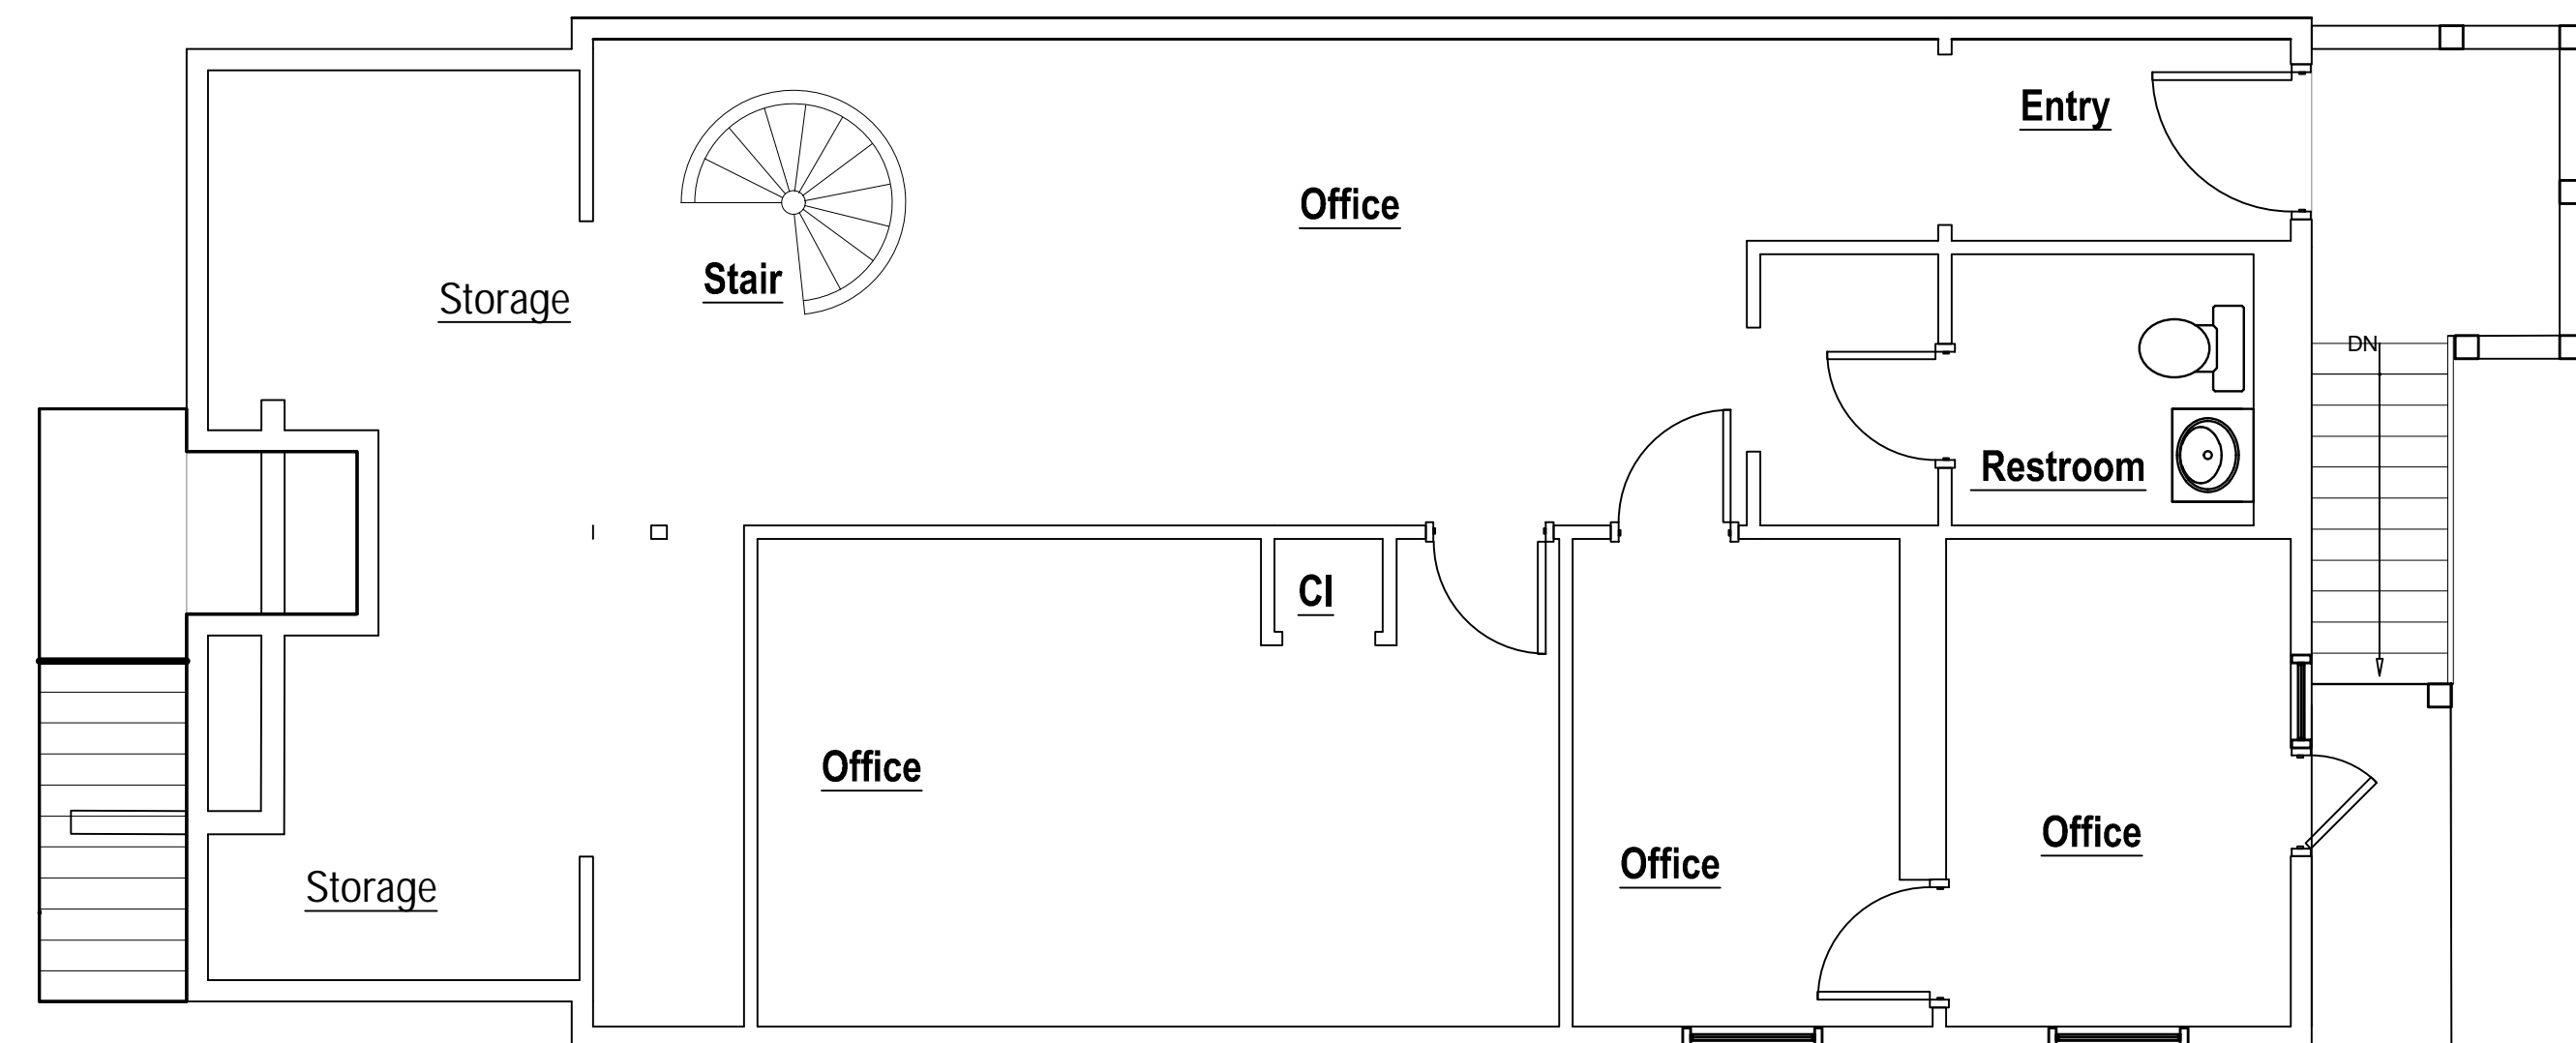 Entry
Office
Stair
Storage
DN
Restroom
Cl
Office
Office
Office
Storage